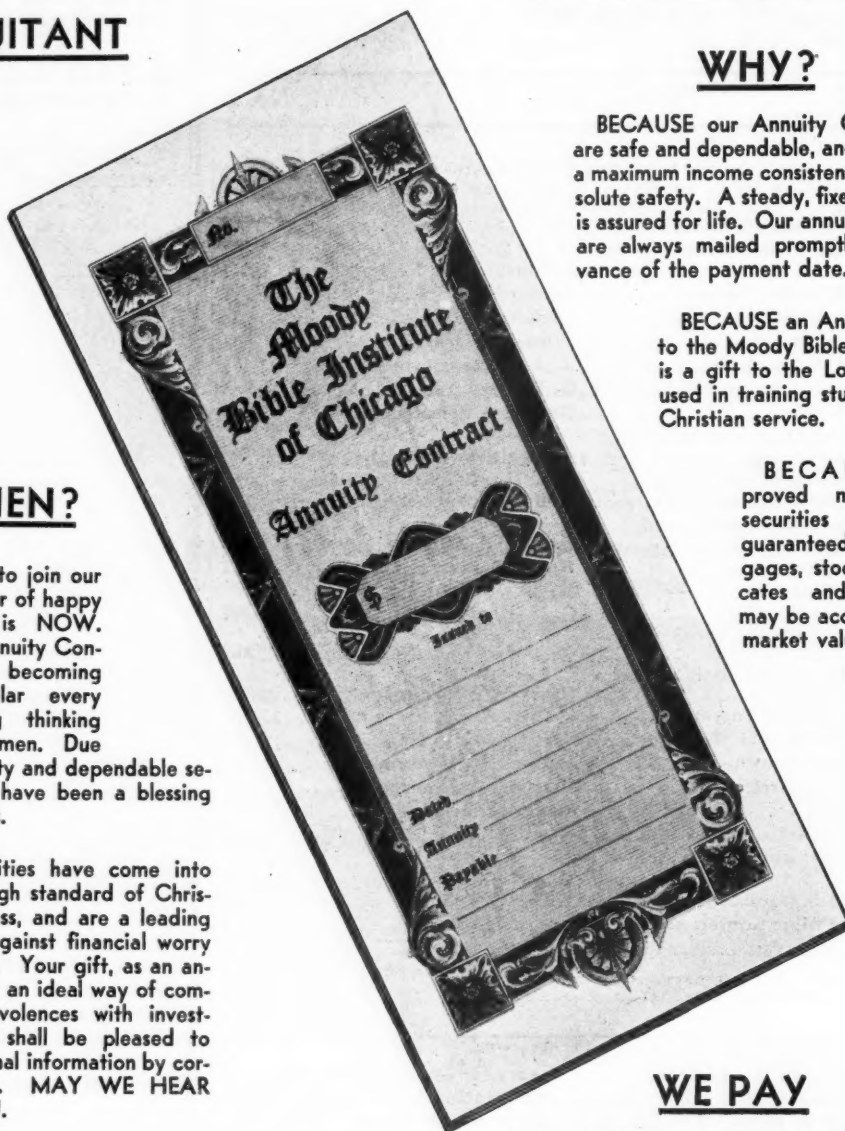 UITANT
WHY?
BECAUSE our Annuity C
are safe and dependable, an
a maximum income consisten
solute safety. A steady, fixe
is assured for life. Our annu
are always mailed prompt
vance of the payment date.
BECAUSE an An
to the Moody Bible
is a gift to the Lo
used in training stu
Christian service.
BECAU
proved m
securities
guaranteed
gages, stoc
cates and
may be acc
market val
No.
The
Moody
Bible Institute
of Chicago
Annuity Contract
$
Issued to
Dated
Annuity
Payable
EN?
to join our
r of happy
is NOW.
nuity Con-
becoming
lar every
thinking
men. Due
ty and dependable se-
have been a blessing
ities have come into
gh standard of Chris-
ss, and are a leading
gainst financial worry
Your gift, as an an-
an ideal way of com-
volences with invest-
shall be pleased to
nal information by cor-
MAY WE HEAR
WE PAY